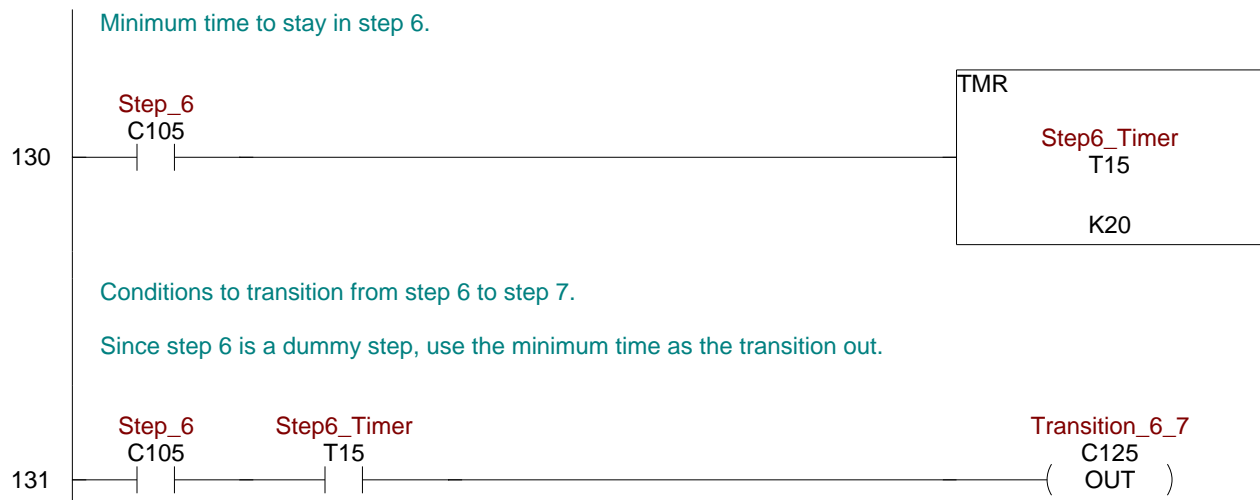 Minimum time to stay in step 6.
TMR
Step_6
C105
Step6_Timer
T15
130
K20
Conditions to transition from step 6 to step 7.
Since step 6 is a dummy step, use the minimum time as the transition out.
Step_6 Step6_Timer Transition_6_7
C105 T15 C125
131 ( OUT )